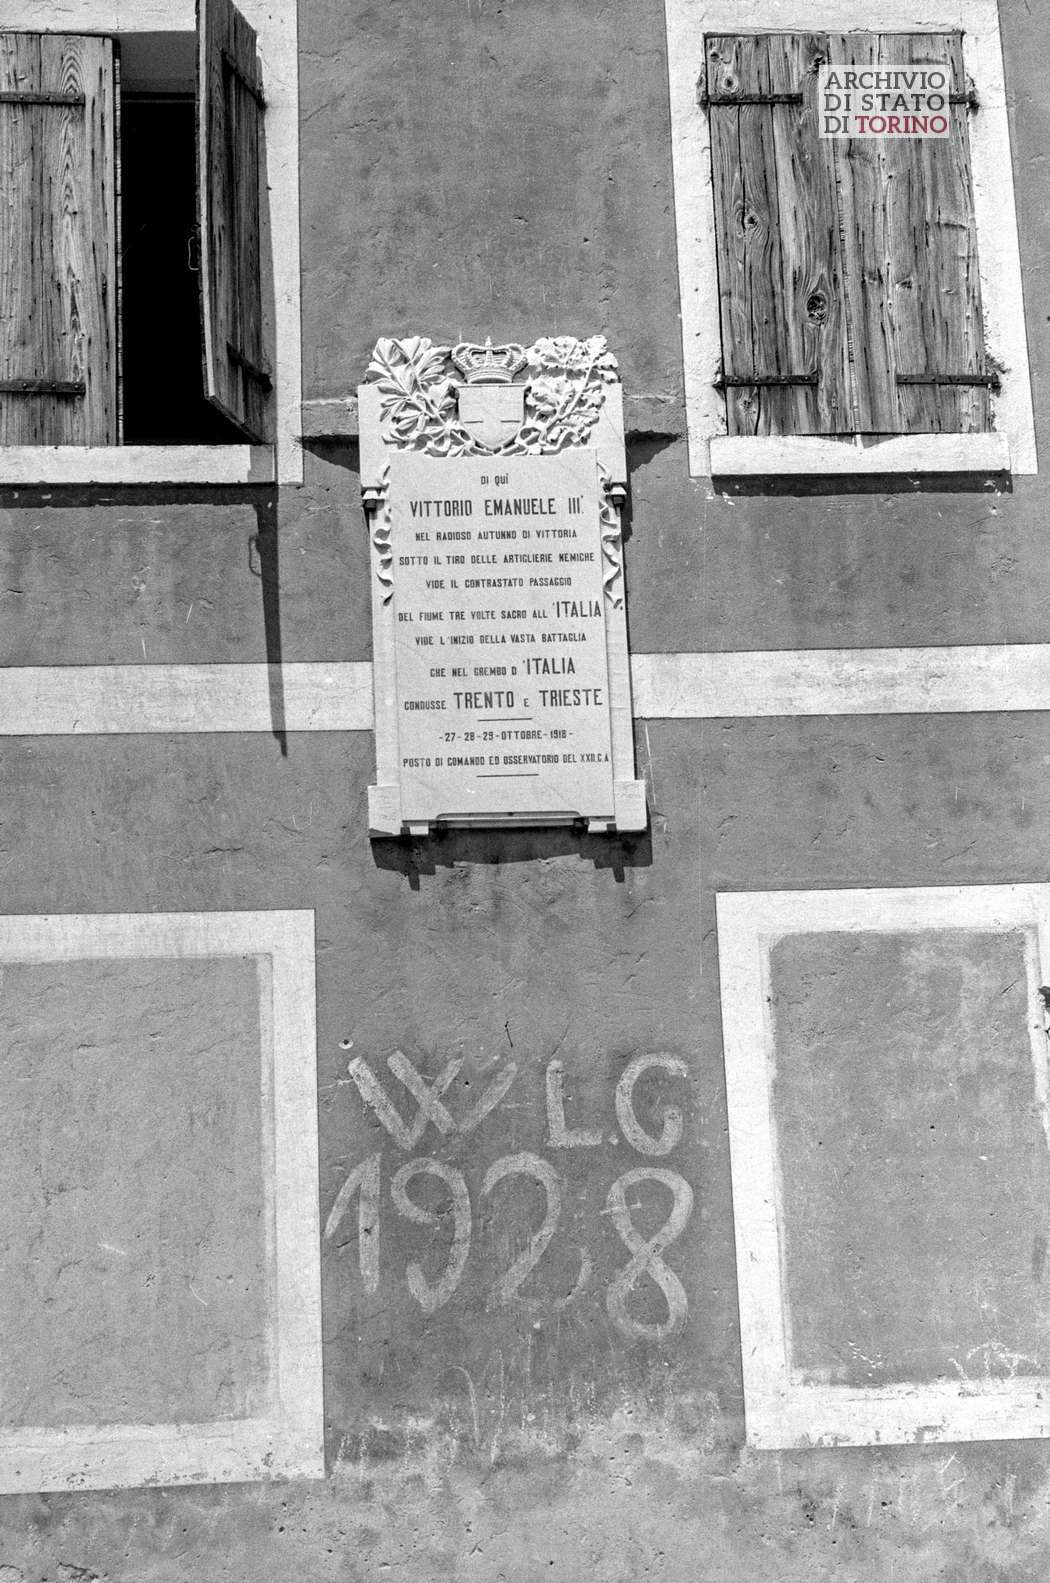 ARCHIVIO
DI STATO
DI TORINO
DI QUÌ
VITTORIO EMANUELE III°
NEL RADIOSO AUTUNNO DI VITTORIA
SOTTO IL TIRO DELLE ARTIGLIERIE NEMICHE
VIDE IL CONTRASTATO PASSAGGIO
DEL FIUME TRE VOLTE SACRO ALL'ITALIA
VIDE L'INIZIO DELLA VASTA BATTAGLIA
CHE NEL GREMBO D'ITALIA
CONDUSSE TRENTO E TRIESTE
-27-28-29-OTTOBRE-1918-
POSTO DI COMANDO ED OSSERVATORIO DEL XXII.C.A
W L.G
1928